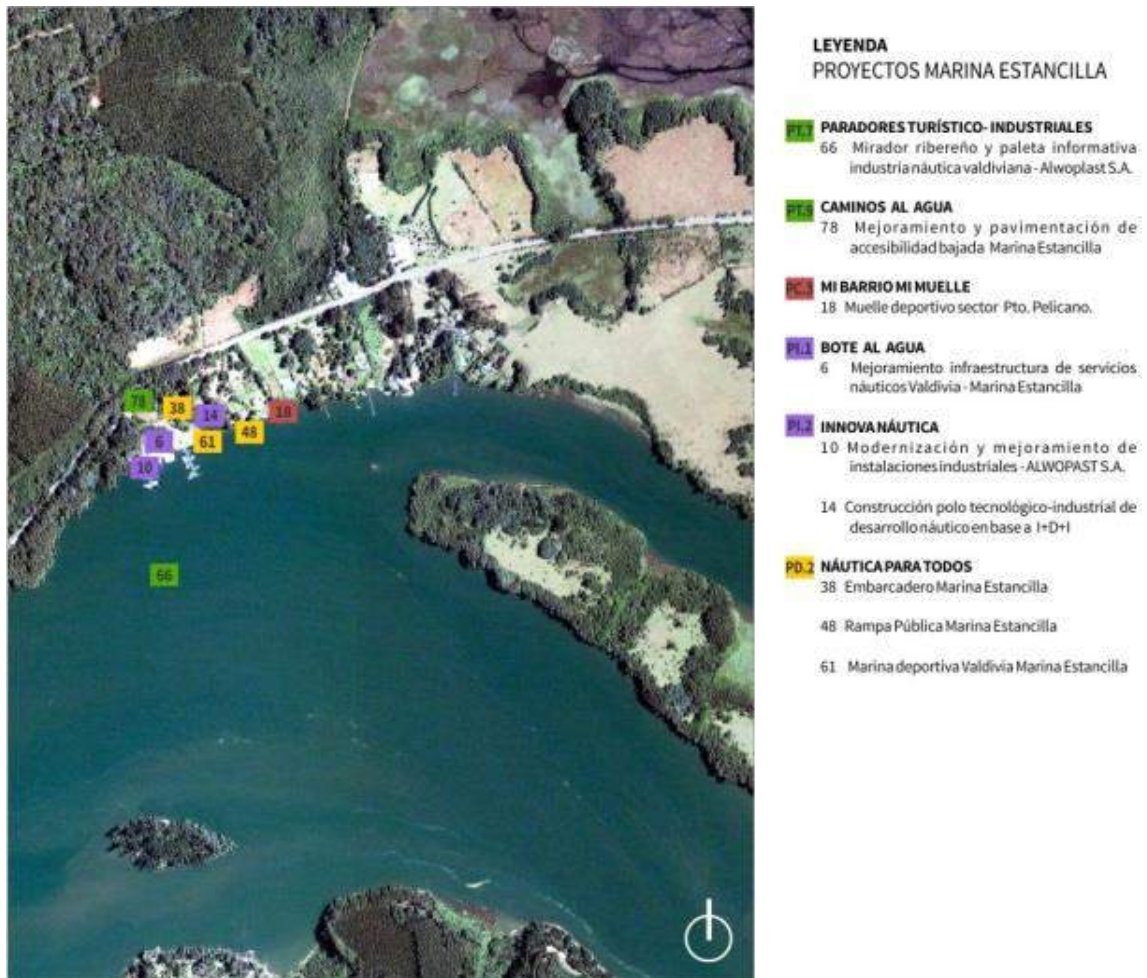 LEYENDA
PROYECTOS MARINA ESTANCILLA
PT.7 PARADORES TURÍSTICO- INDUSTRIALES
66 Mirador ribereño y paleta informativa
industria náutica valdiviana - Alwoplast S.A.
CAMINOS AL AGUA
78 Mejoramiento y pavimentación de
accesibilidad bajada Marina Estancilla
PC.3 MI BARRIO MI MUELLE
18 Muelle deportivo sector Pto. Pelicano.
PI.1 BOTE AL AGUA
6 Mejoramiento infraestructura de servicios
náuticos Valdivia - Marina Estancilla
PI.2 INNOVA NÁUTICA
10 Modernización y mejoramiento de
instalaciones industriales - ALWOPAST S.A.
14 Construcción polo tecnológico-industrial de
desarrollo náutico en base a I+D+I
PD.2 NÁUTICA PARA TODOS
38 Embarcadero Marina Estancilla
48 Rampa Pública Marina Estancilla
61 Marina deportiva Valdivia Marina Estancilla
78
38
14
18
6
61
48
10
66